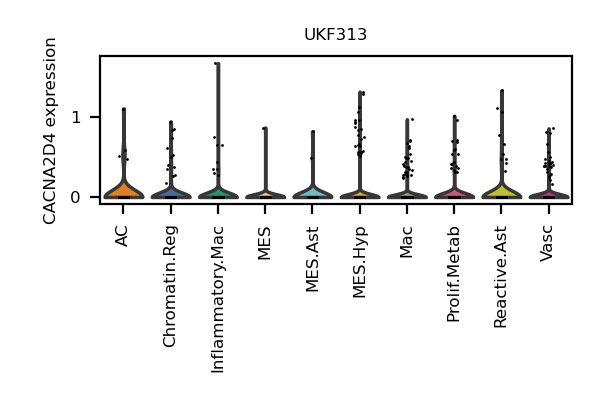 UKF313
CACNA2D4 expression
1
0
AC
Chromatin.Reg
Inflammatory.Mac
MES
MES.Ast
MES.Hyp
Mac
Prolif.Metab
Reactive.Ast
Vasc